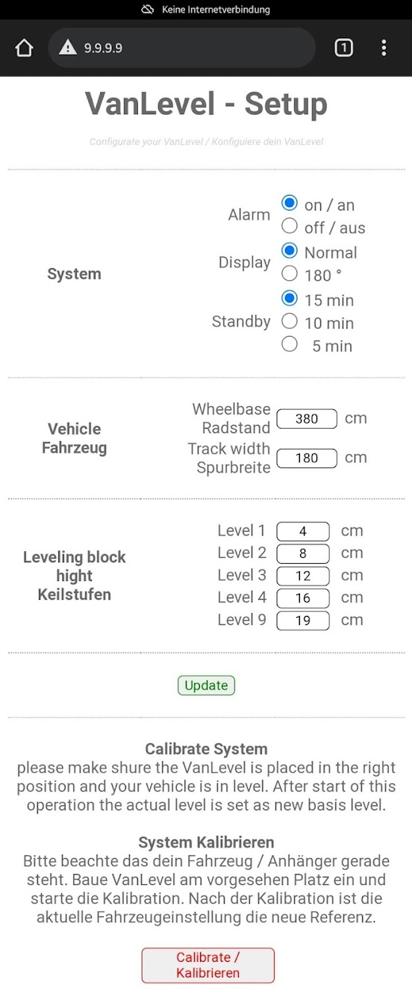 Keine Internetverbindung
9.9.9.9
1
VanLevel - Setup
Configurate your VanLevel / Konfiguiere dein VanLevel
System
Alarm
on / an
off / aus
Display
Normal
180 °
Standby
15 min
10 min
5 min
Vehicle
Fahrzeug
Wheelbase
Radstand
380 cm
Track width
Spurbreite
180 cm
Leveling block
hight
Keilstufen
Level 1 4 cm
Level 2 8 cm
Level 3 12 cm
Level 4 16 cm
Level 9 19 cm
Update
Calibrate System
please make shure the VanLevel is placed in the right
position and your vehicle is in level. After start of this
operation the actual level is set as new basis level.
System Kalibrieren
Bitte beachte das dein Fahrzeug / Anhänger gerade
steht. Baue VanLevel am vorgesehen Platz ein und
starte die Kalibration. Nach der Kalibration ist die
aktuelle Fahrzeugeinstellung die neue Referenz.
Calibrate /
Kalibrieren